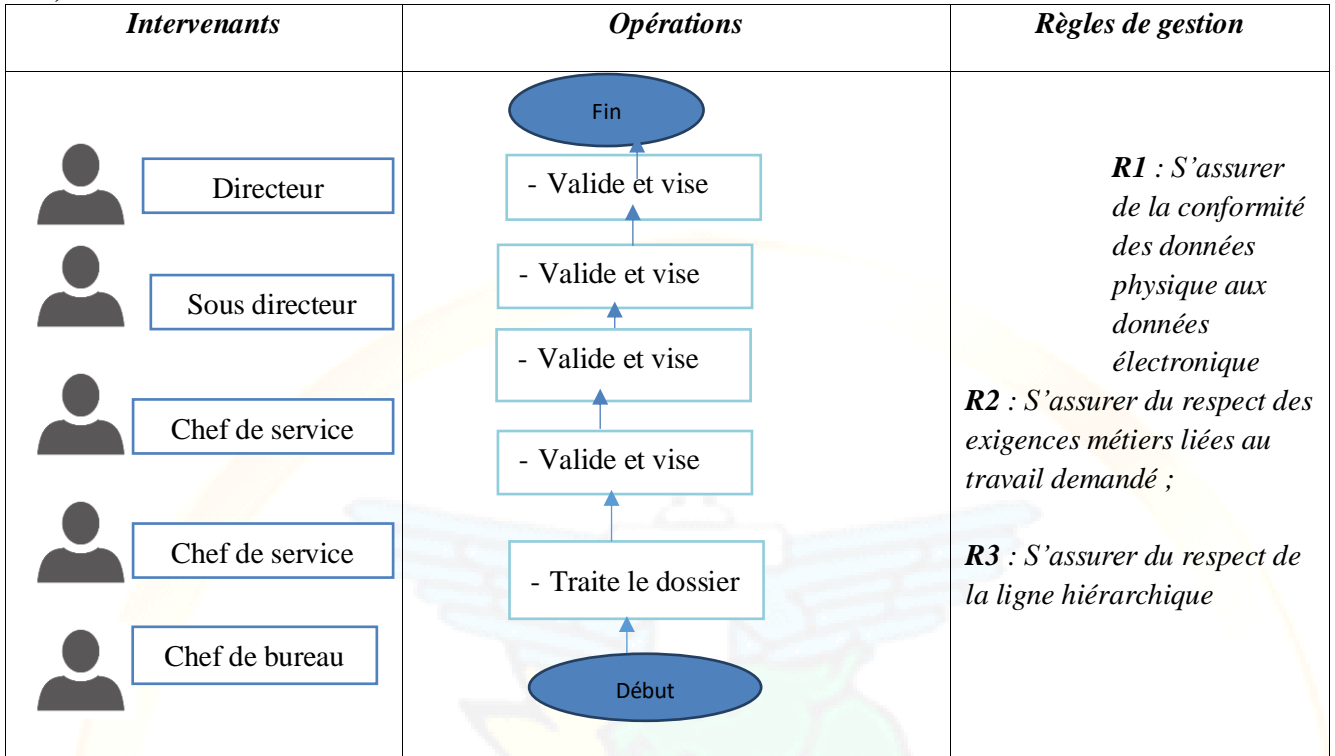 Intervenants
Opérations
Règles de gestion
Directeur
Sous directeur
Chef de service
Chef de service
Chef de bureau
Fin
- Valide et vise
- Valide et vise
- Valide et vise
- Valide et vise
- Traite le dossier
Début
R1 : S’assurer
de la conformité
des données
physique aux
données
électronique
R2 : S’assurer du respect des
exigences métiers liées au
travail demandé ;
R3 : S’assurer du respect de
la ligne hiérarchique